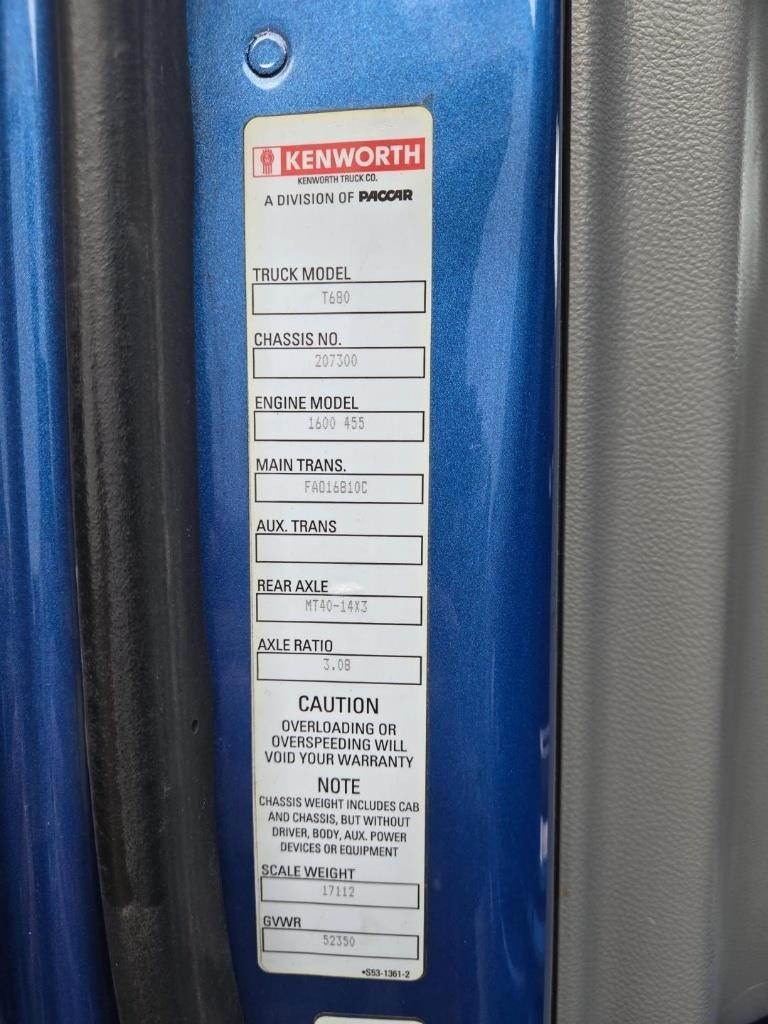 KENWORTH
KENWORTH TRUCK CO.
A DIVISION OF PACCAR
TRUCK MODEL
T680
CHASSIS NO.
207300
ENGINE MODEL
1600 455
MAIN TRANS.
FAO16810C
AUX. TRANS
REAR AXLE
MT40-14X3
AXLE RATIO
3.08
CAUTION
OVERLOADING OR
OVERSPEEDING WILL
VOID YOUR WARRANTY
NOTE
CHASSIS WEIGHT INCLUDES CAB
AND CHASSIS, BUT WITHOUT
DRIVER, BODY, AUX. POWER
DEVICES OR EQUIPMENT
SCALE WEIGHT
17112
GVWR
52350
•S53-1361-2